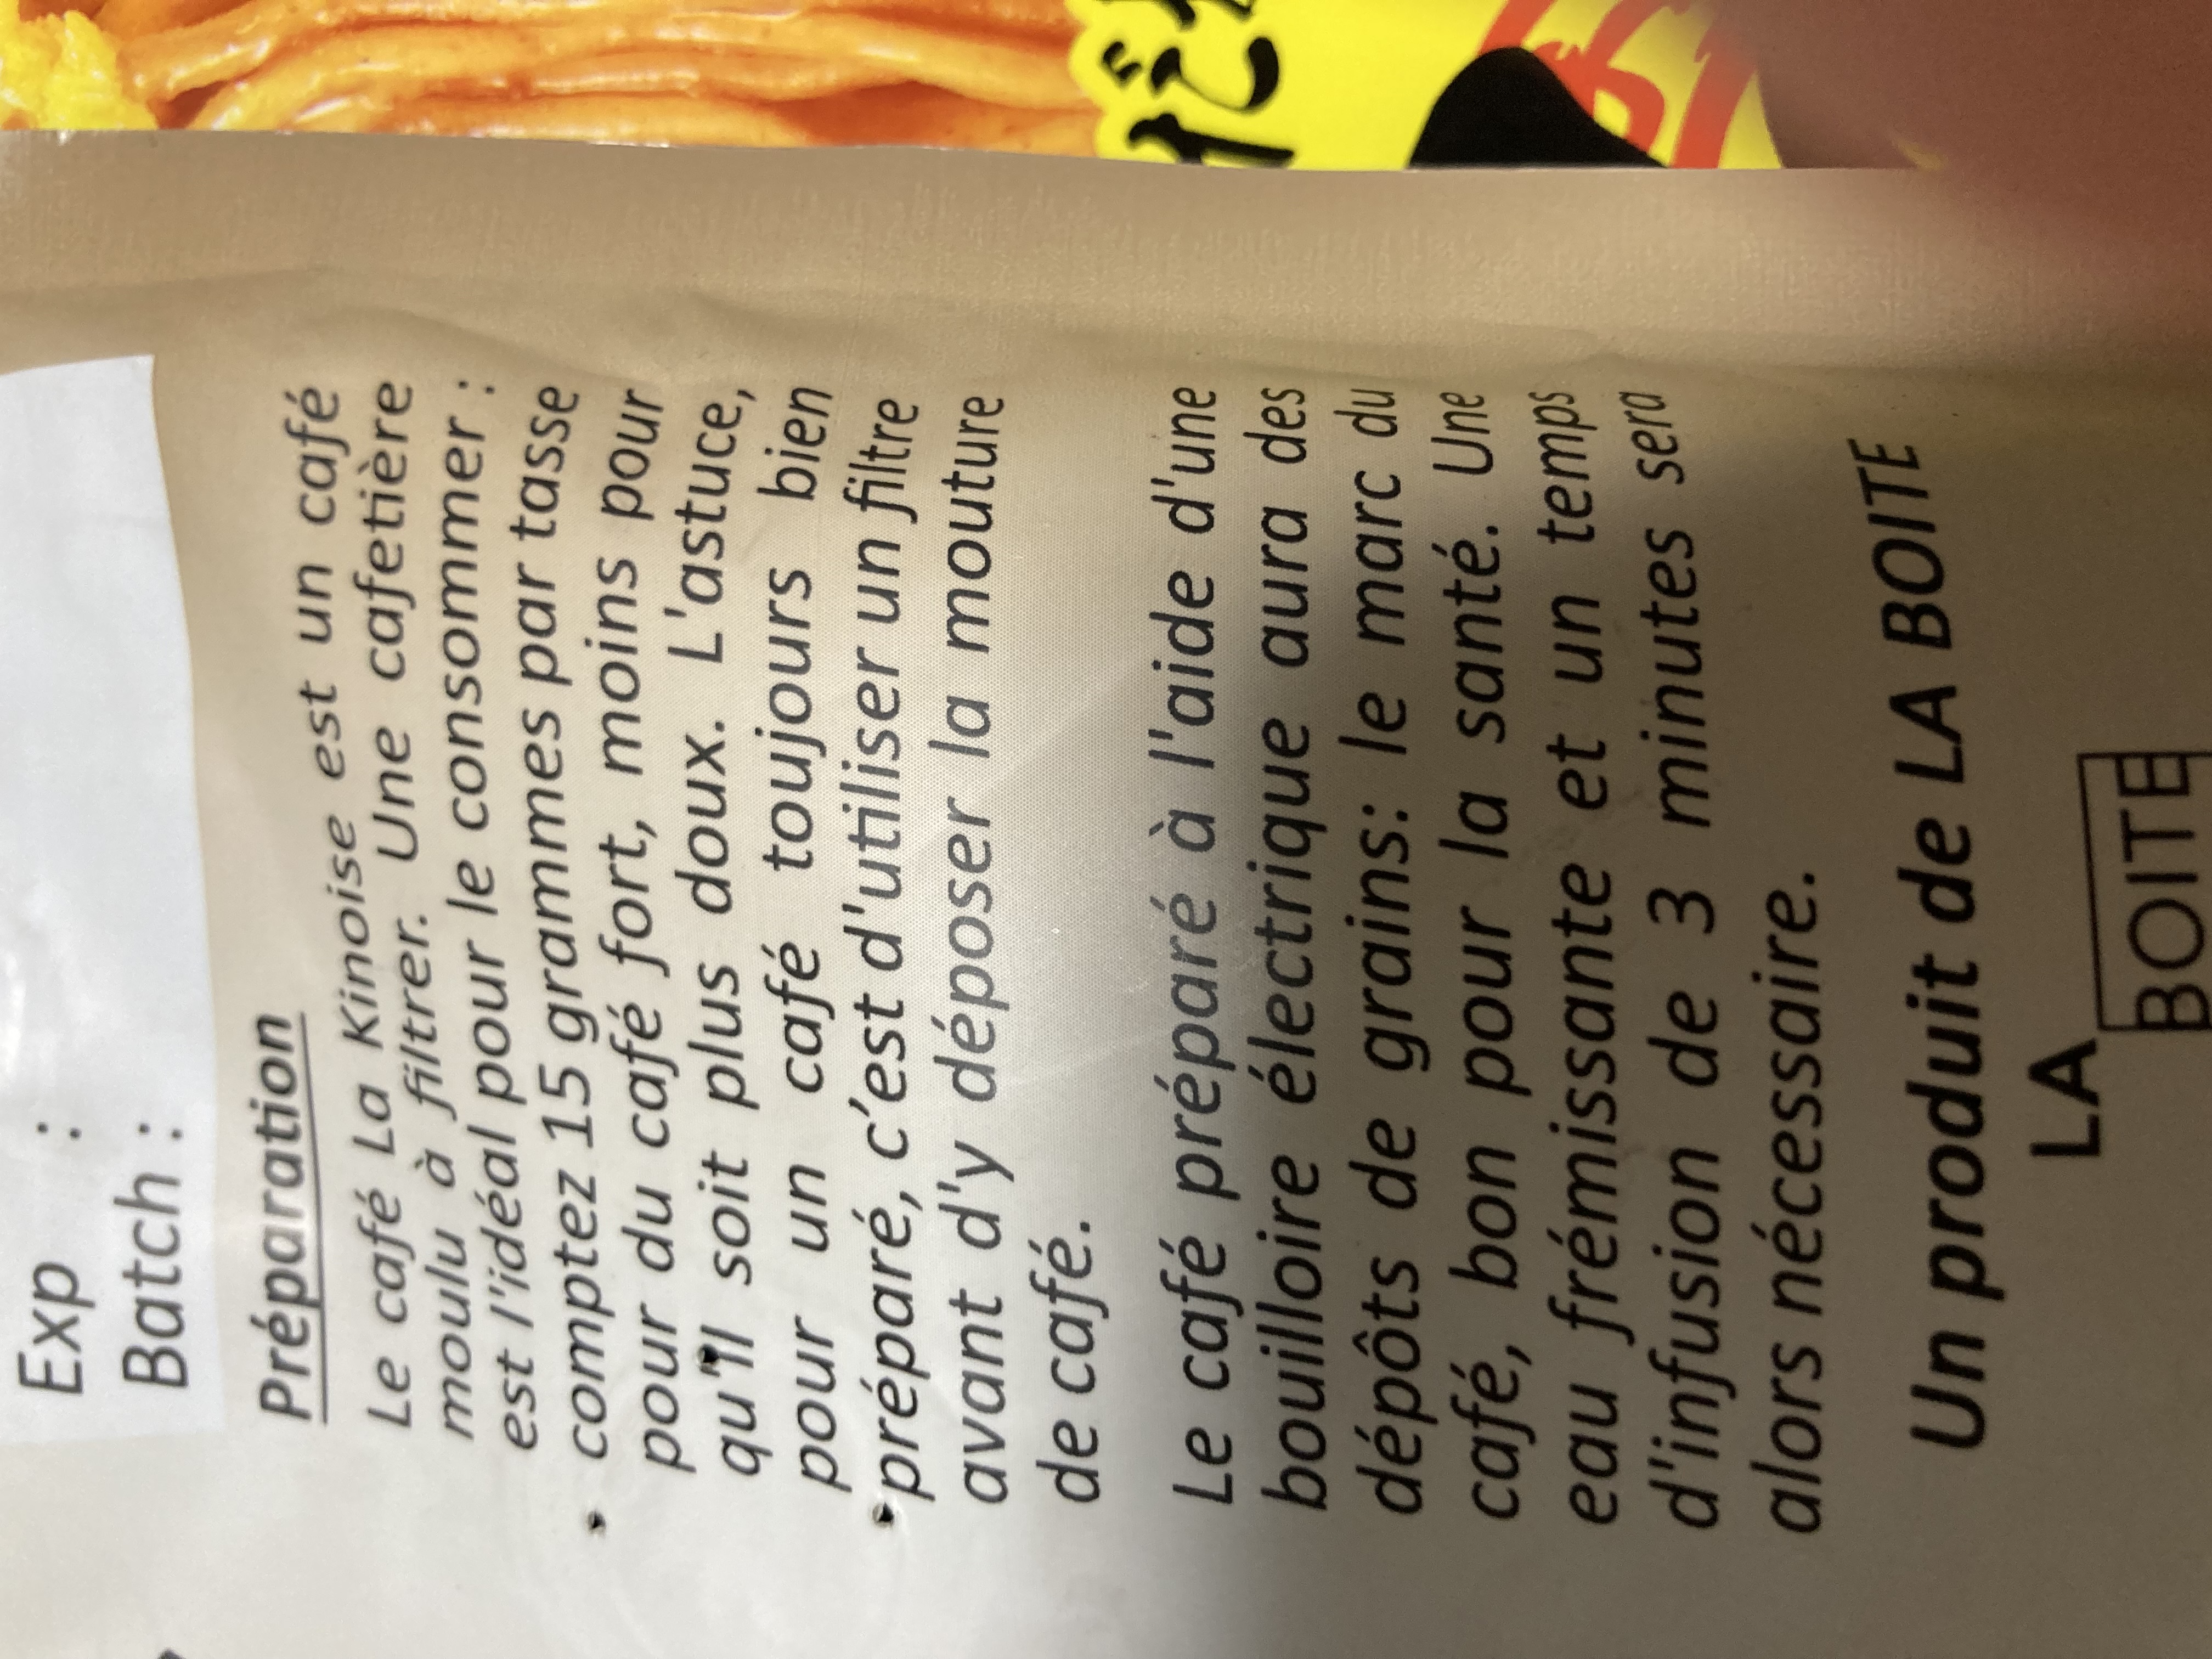 Exp :
Batch :
Préparation
Le café La Kinoise est un café
moulu à filtrer. Une cafetière
est l'idéal pour le consommer :
comptez 15 grammes par tasse
pour du café fort, moins pour
qu'il soit plus doux. L'astuce,
pour un café toujours bien
préparé, c’est d'utiliser un filtre
avant d'y déposer la mouture
de café.
Le café préparé à l'aide d'une
bouilloire électrique aura des
dépôts de grains: le marc du
café, bon pour la santé. Une
eau frémissante et un temps
d'infusion de 3 minutes sera
alors nécessaire.
Un produit de LA BOITE
LA
BOITE